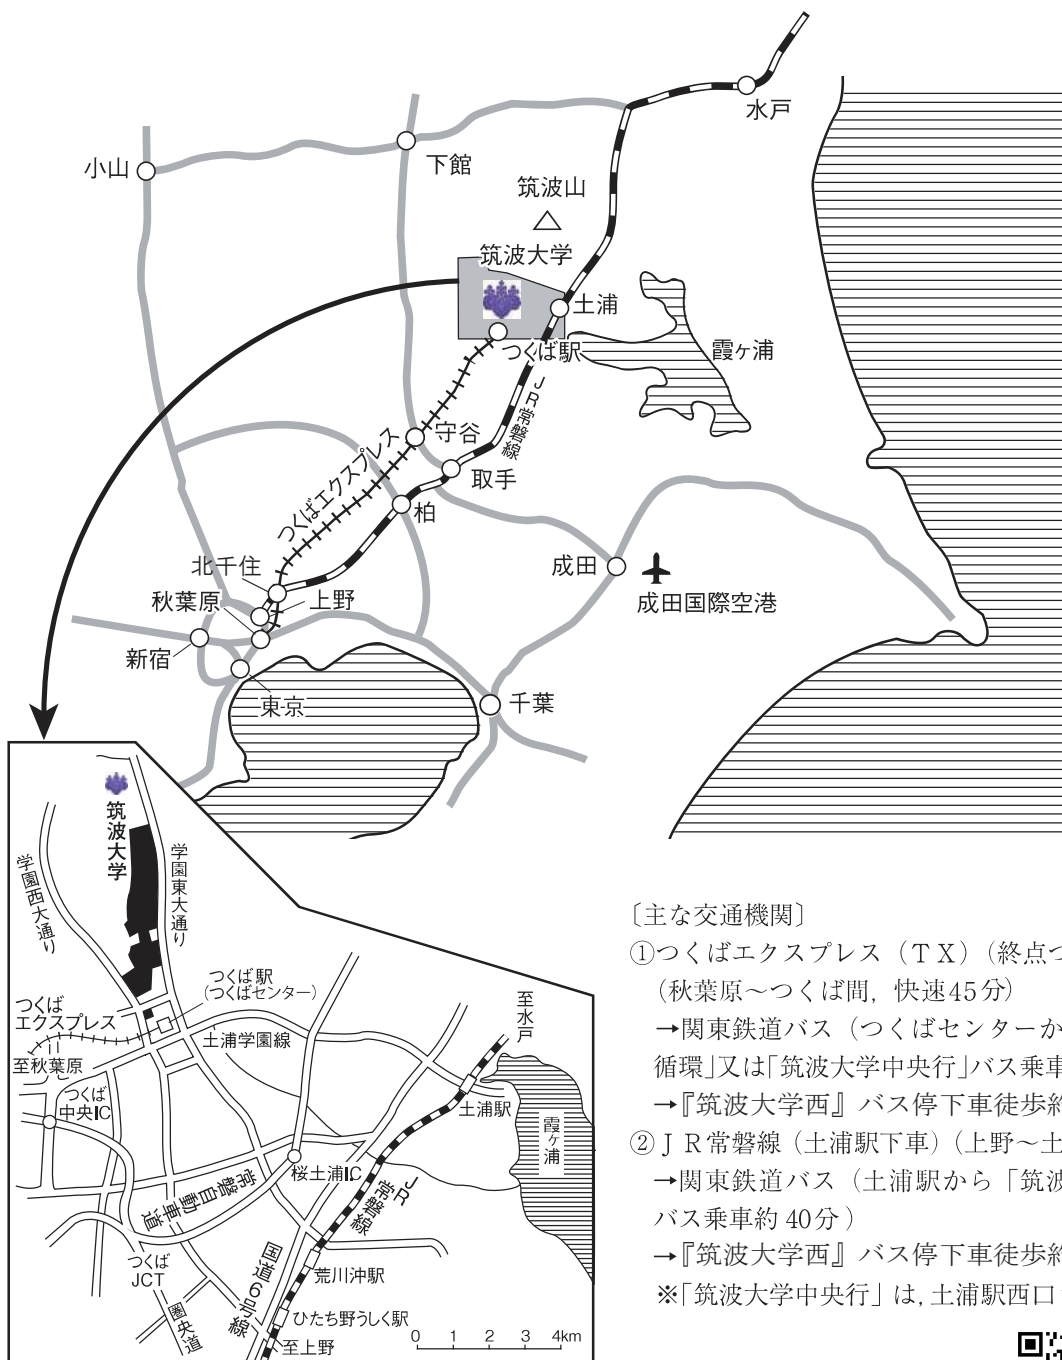 水戸
小山
下館
筑波山
筑波大学
土浦
つくば駅
霞ヶ浦
JR常磐線
守谷
つくばエクスプレス
取手
柏
成田
成田国際空港
北千住
秋葉原
上野
新宿
東京
千葉
筑波大学
学園西大通り
学園東大通り
つくば駅
(つくばセンター)
つくば
エクスプレス
至秋葉原
土浦学園線
至水戸
つくば
中央IC
土浦駅
霞ヶ浦
桜土浦IC
常磐自動車道
JR
常磐線
つくば
JCT
国道6号線
荒川沖駅
ひたち野うしく駅
圏央道
至上野
0 1 2 3 4km
〔主な交通機関〕
①つくばエクスプレス（ＴＸ）（終点つ
（秋葉原～つくば間，快速45分）
→関東鉄道バス（つくばセンターか
循環」又は「筑波大学中央行」バス乗車
→『筑波大学西』バス停下車徒歩約
②ＪＲ常磐線（土浦駅下車）（上野～土
→関東鉄道バス（土浦駅から「筑波
バス乗車約 40分）
→『筑波大学西』バス停下車徒歩約
※「筑波大学中央行」は，土浦駅西口